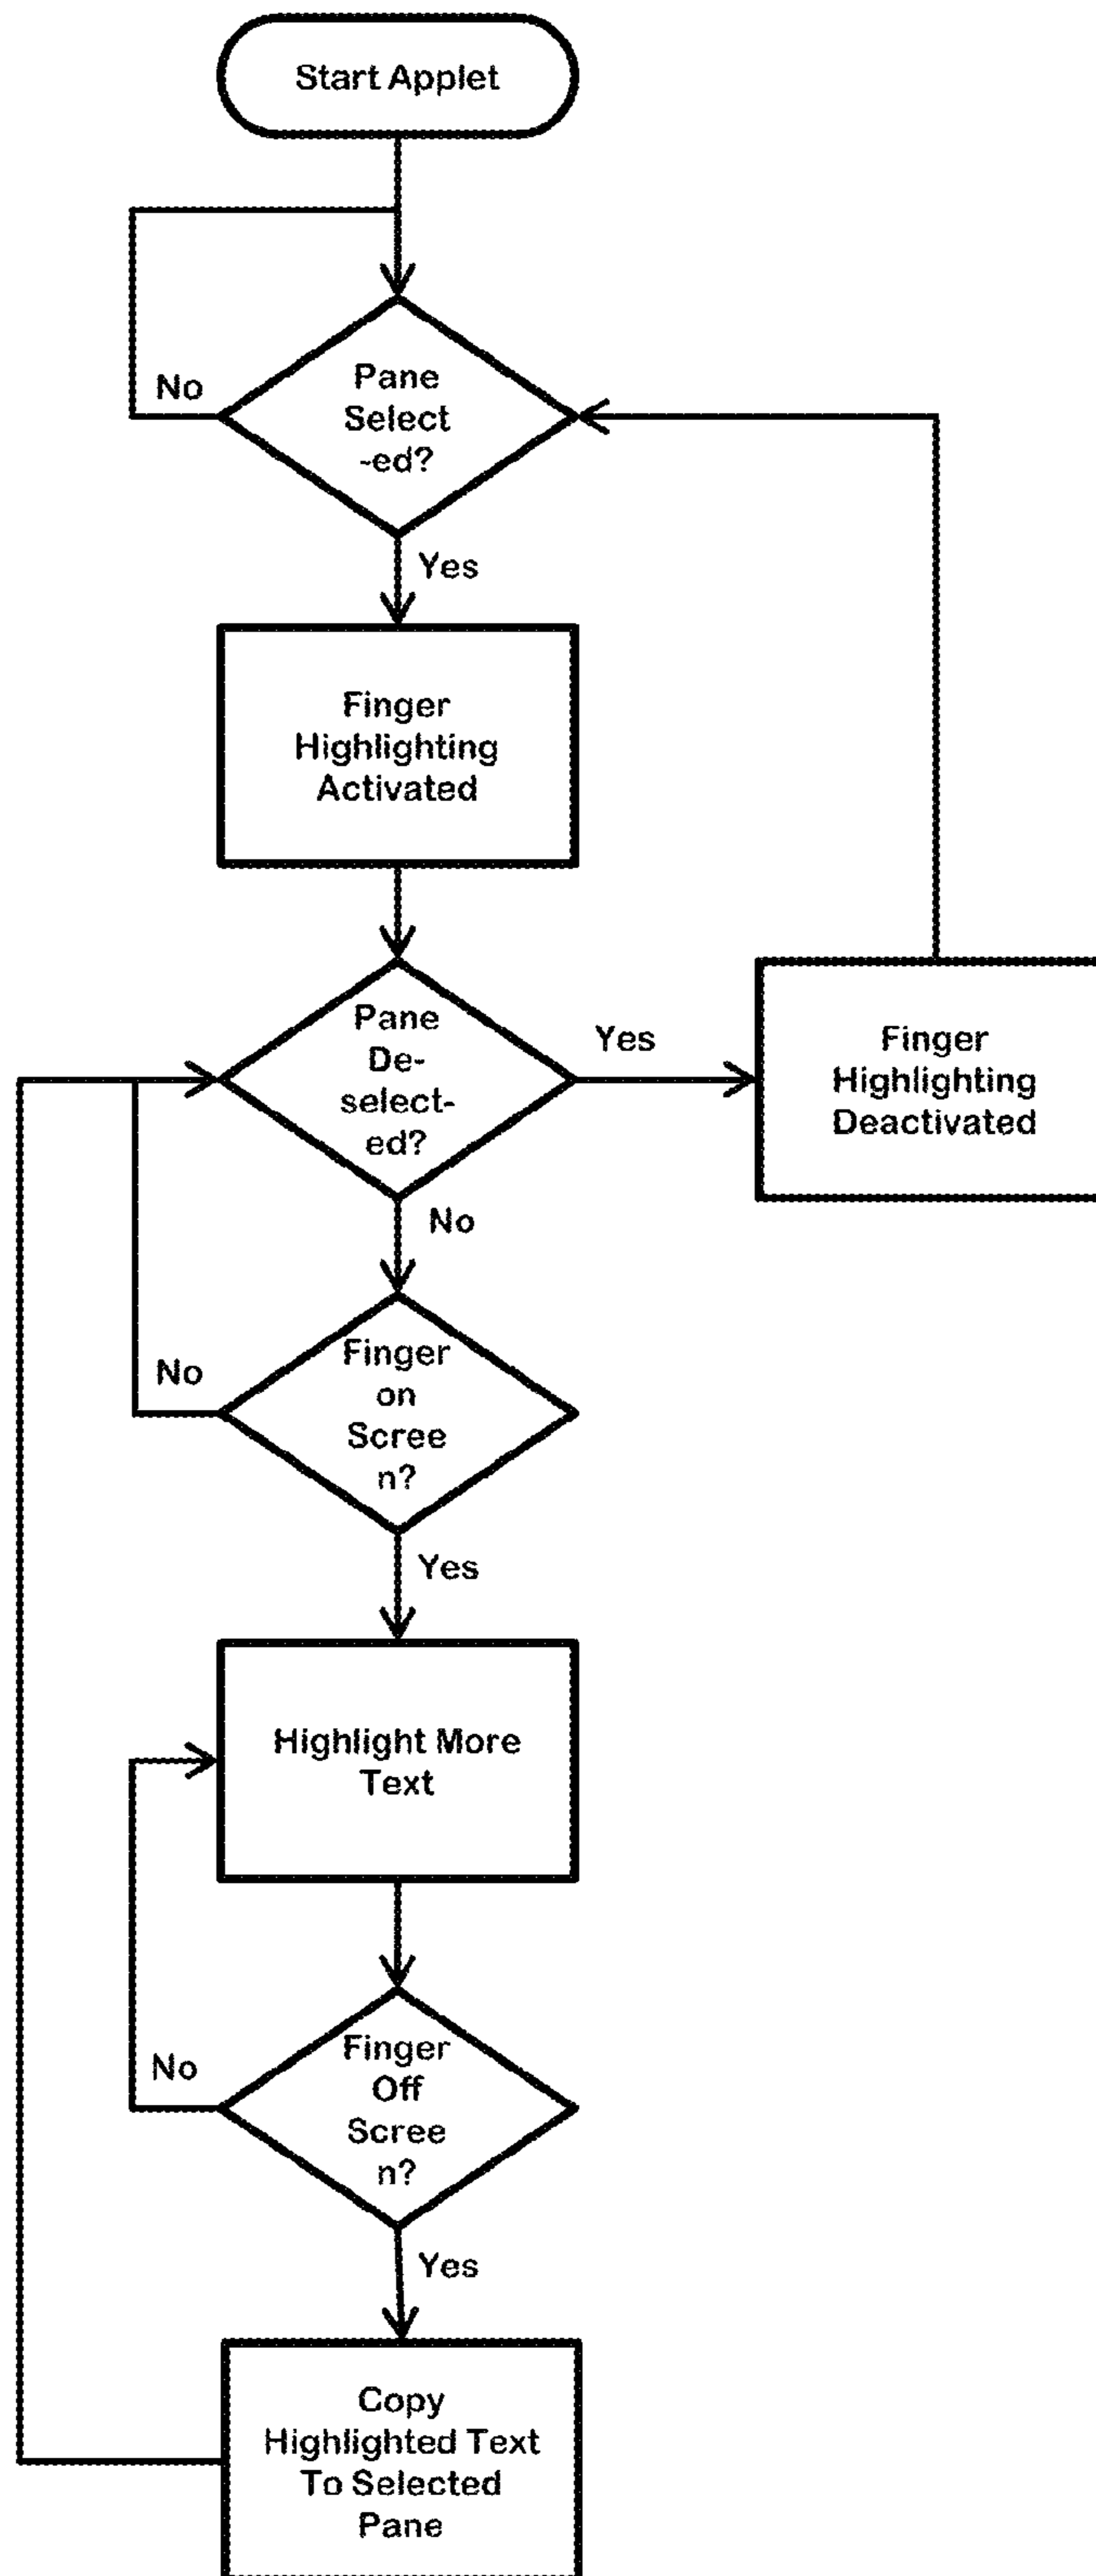 Start Applet
No
Pane
Select
-ed?
Yes
Finger
Highlighting
Activated
Pane
De-
select-
ed?
Yes
Finger
Highlighting
Deactivated
No
Finger
on
Scree
n?
No
Yes
Highlight More
Text
No
Finger
Off
Scree
n?
Yes
Copy
Highlighted Text
To Selected
Pane